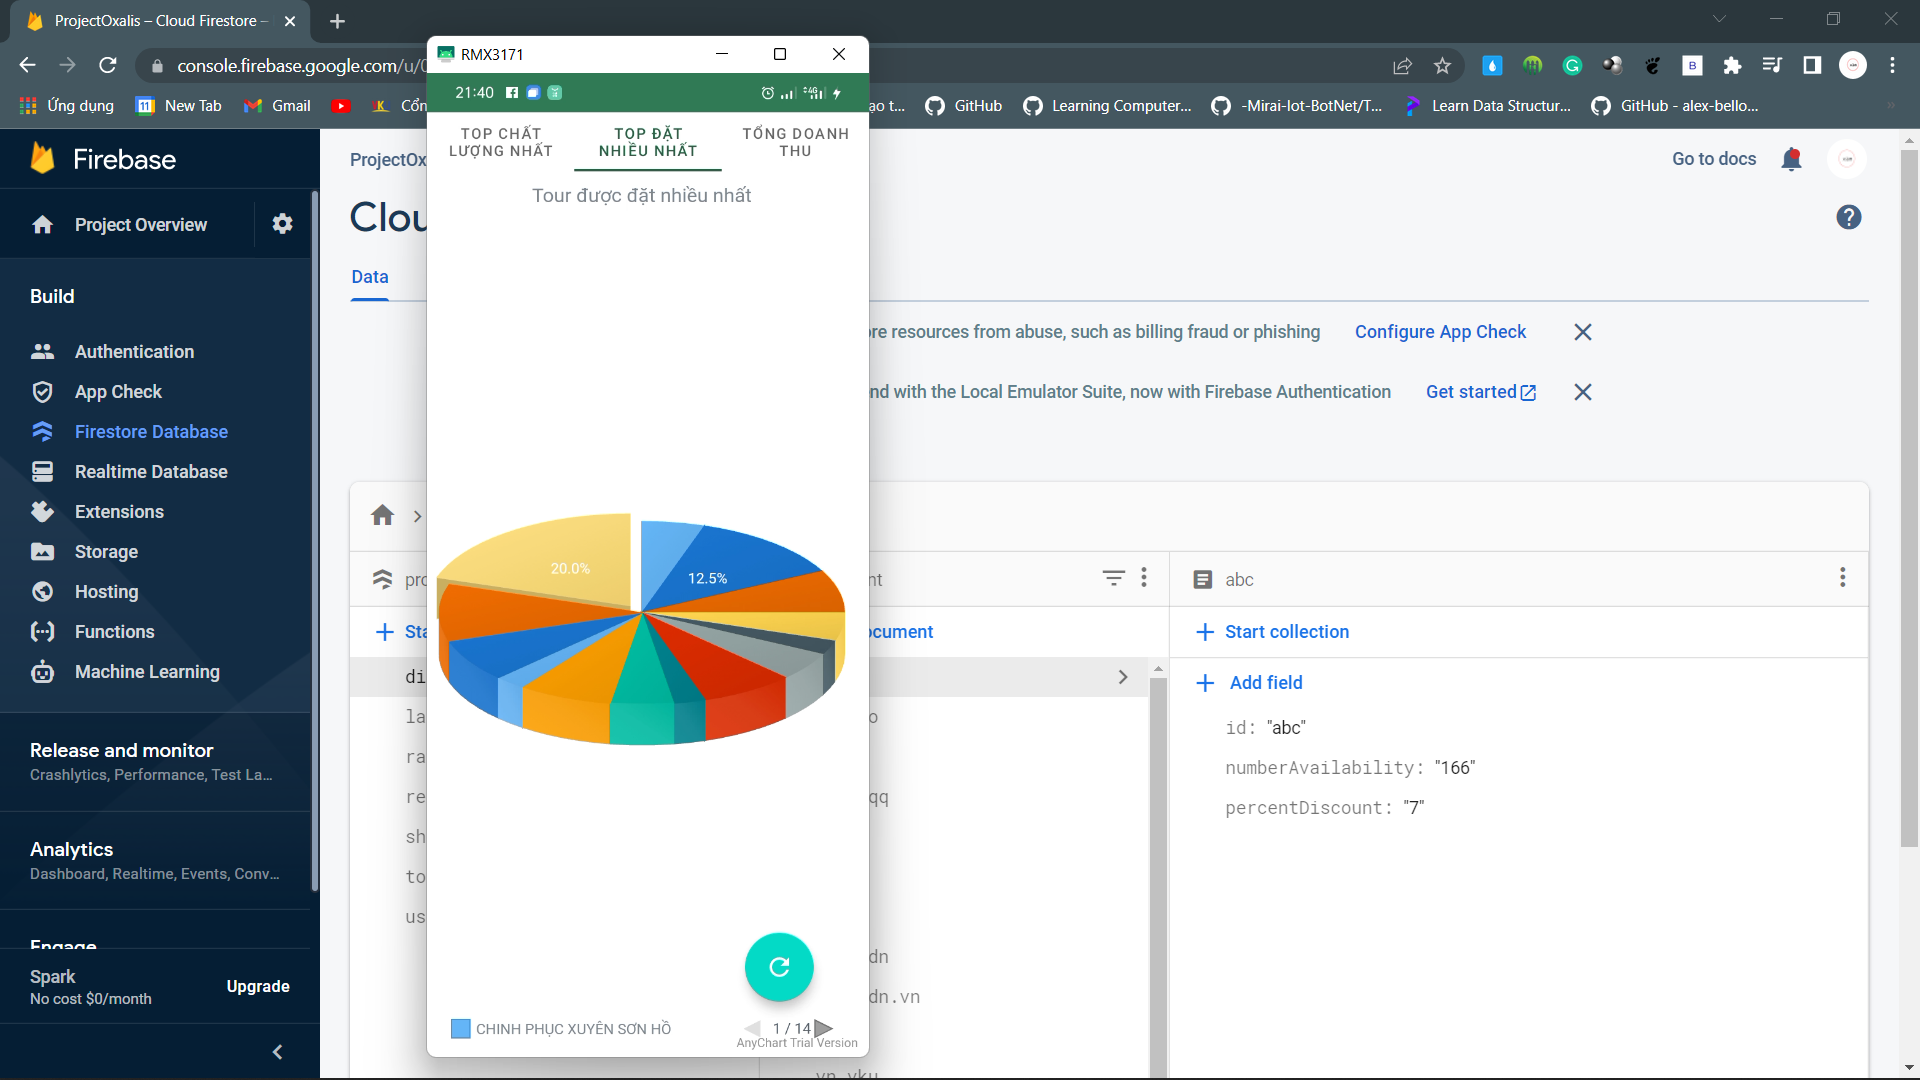 ProjectOxalis – Cloud Firestore –
console.firebase.google.com/u/0
Ứng dụng
New Tab
Gmail
ạo t...
GitHub
Learning Computer...
-Mirai-Iot-BotNet/T...
Learn Data Structur...
GitHub - alex-bello...
Firebase
Project Overview
Build
Authentication
App Check
Firestore Database
Realtime Database
Extensions
Storage
Hosting
Functions
Machine Learning
Release and monitor
Crashlytics, Performance, Test La...
Analytics
Dashboard, Realtime, Events, Conv...
Engage
Spark
No cost $0/month
Upgrade
RMX3171
21:40
TOP CHẤT
LƯỢNG NHẤT
TOP ĐẶT
NHIỀU NHẤT
TỔNG DOANH
THU
Tour được đặt nhiều nhất
20.0%
12.5%
CHINH PHỤC XUYÊN SƠN HỒ
1 / 14
AnyChart Trial Version
Go to docs
Data
resources from abuse, such as billing fraud or phishing
Configure App Check
with the Local Emulator Suite, now with Firebase Authentication
Get started
abc
Start collection
Add field
id: "abc"
numberAvailability: "166"
percentDiscount: "7"